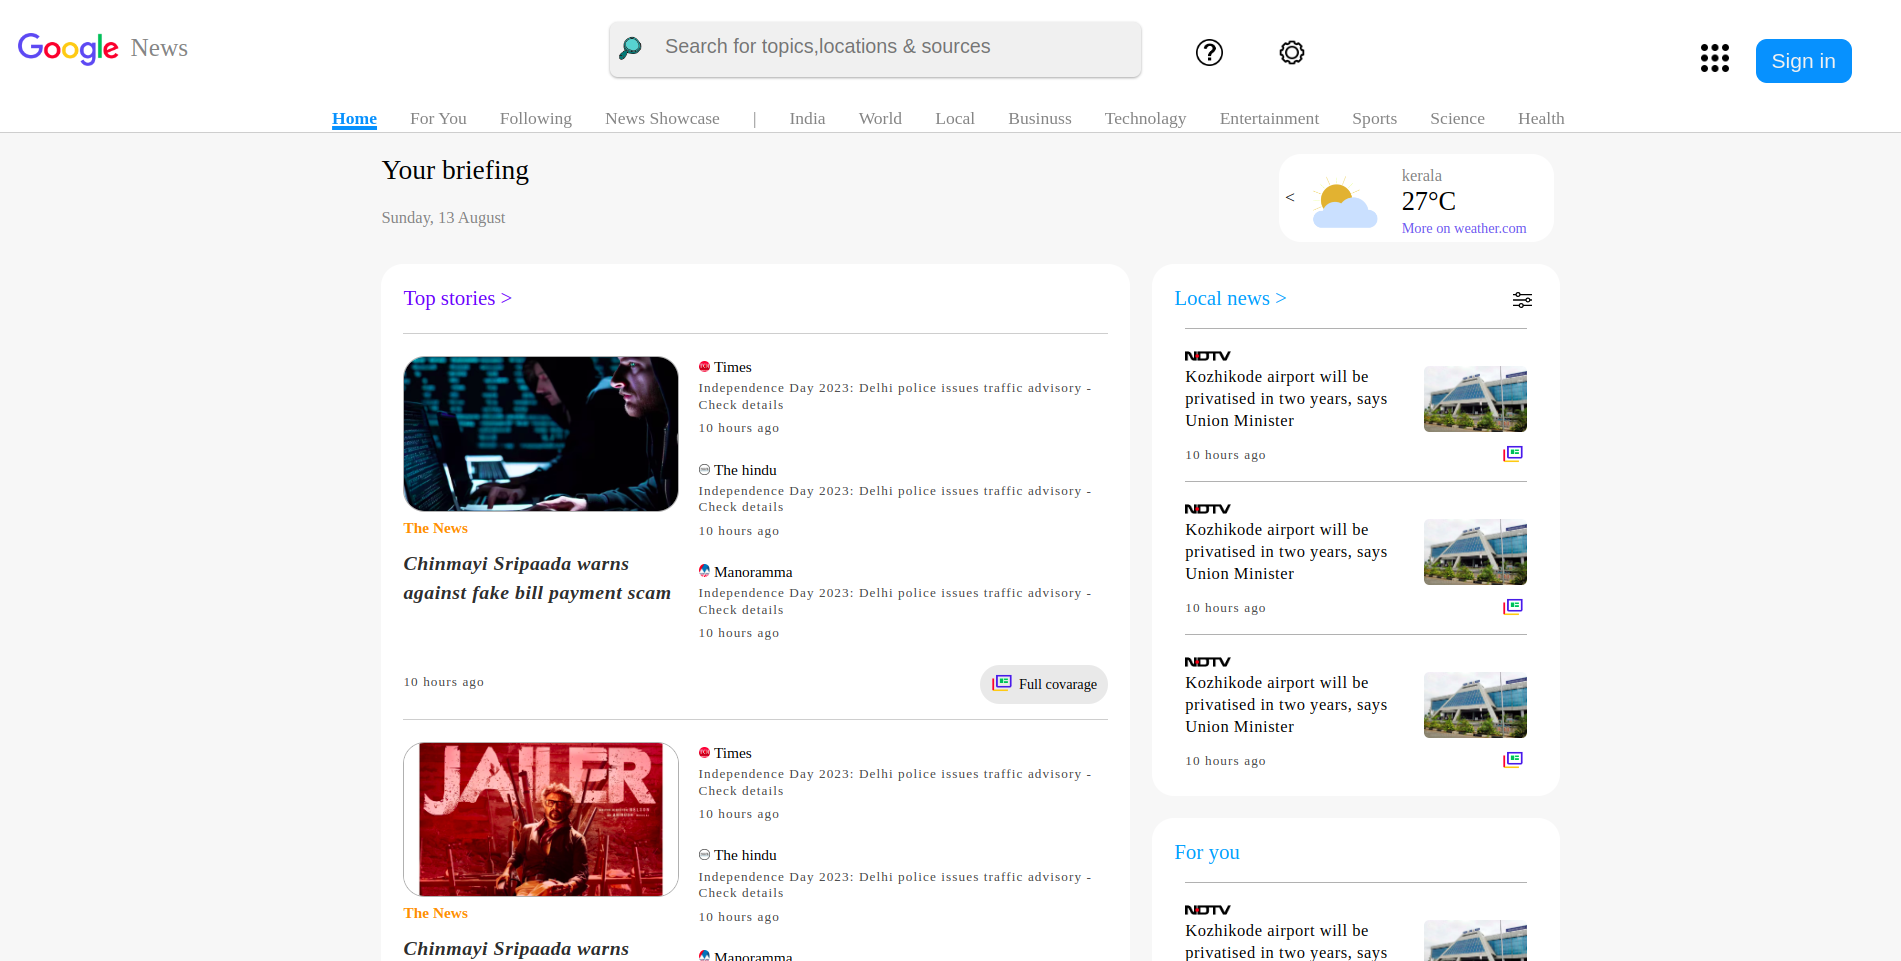 Google News
Search for topics,locations & sources
Sign in
Home For You Following News Showcase | India World Local Businuss Technolagy Entertainment Sports Science Health
Your briefing
Sunday, 13 August
<
kerala
27°C
More on weather.com
Top stories >
The News
Chinmayi Sripaada warns
against fake bill payment scam
10 hours ago
Times
Independence Day 2023: Delhi police issues traffic advisory -
Check details
10 hours ago
The hindu
Independence Day 2023: Delhi police issues traffic advisory -
Check details
10 hours ago
Manoramma
Independence Day 2023: Delhi police issues traffic advisory -
Check details
10 hours ago
Full covarage
JAILER
The News
Chinmayi Sripaada warns
Times
Independence Day 2023: Delhi police issues traffic advisory -
Check details
10 hours ago
The hindu
Independence Day 2023: Delhi police issues traffic advisory -
Check details
10 hours ago
Manoramma
Local news >
NDTV
Kozhikode airport will be
privatised in two years, says
Union Minister
10 hours ago
NDTV
Kozhikode airport will be
privatised in two years, says
Union Minister
10 hours ago
NDTV
Kozhikode airport will be
privatised in two years, says
Union Minister
10 hours ago
For you
NDTV
Kozhikode airport will be
privatised in two years, says